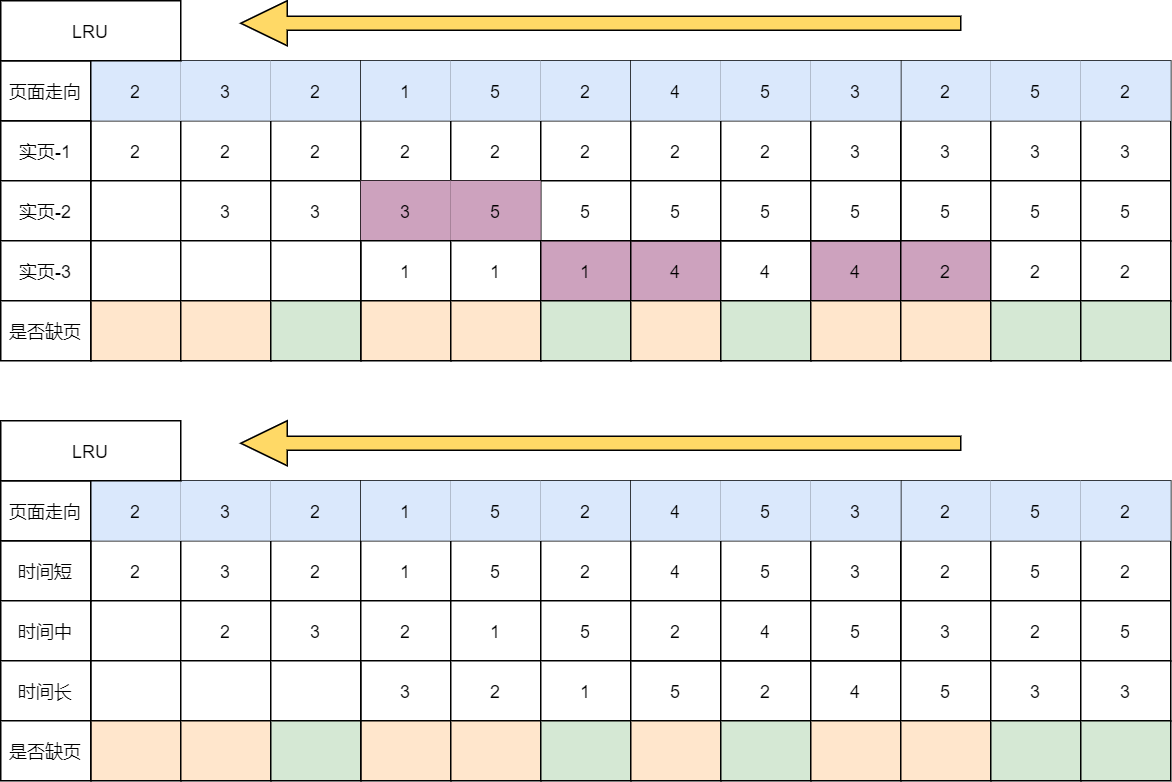 LRU
页面走向 2 3 2 1 5 2 4 5 3 2 5 2
实页-1 2 2 2 2 2 2 2 2 3 3 3 3
实页-2 3 3 3 5 5 5 5 5 5 5 5
实页-3 1 1 1 4 4 4 2 2 2
是否缺页
LRU
页面走向 2 3 2 1 5 2 4 5 3 2 5 2
时间短 2 3 2 1 5 2 4 5 3 2 5 2
时间中 2 3 2 1 5 2 4 5 3 2 5
时间长 3 2 1 5 2 4 5 3 3
是否缺页